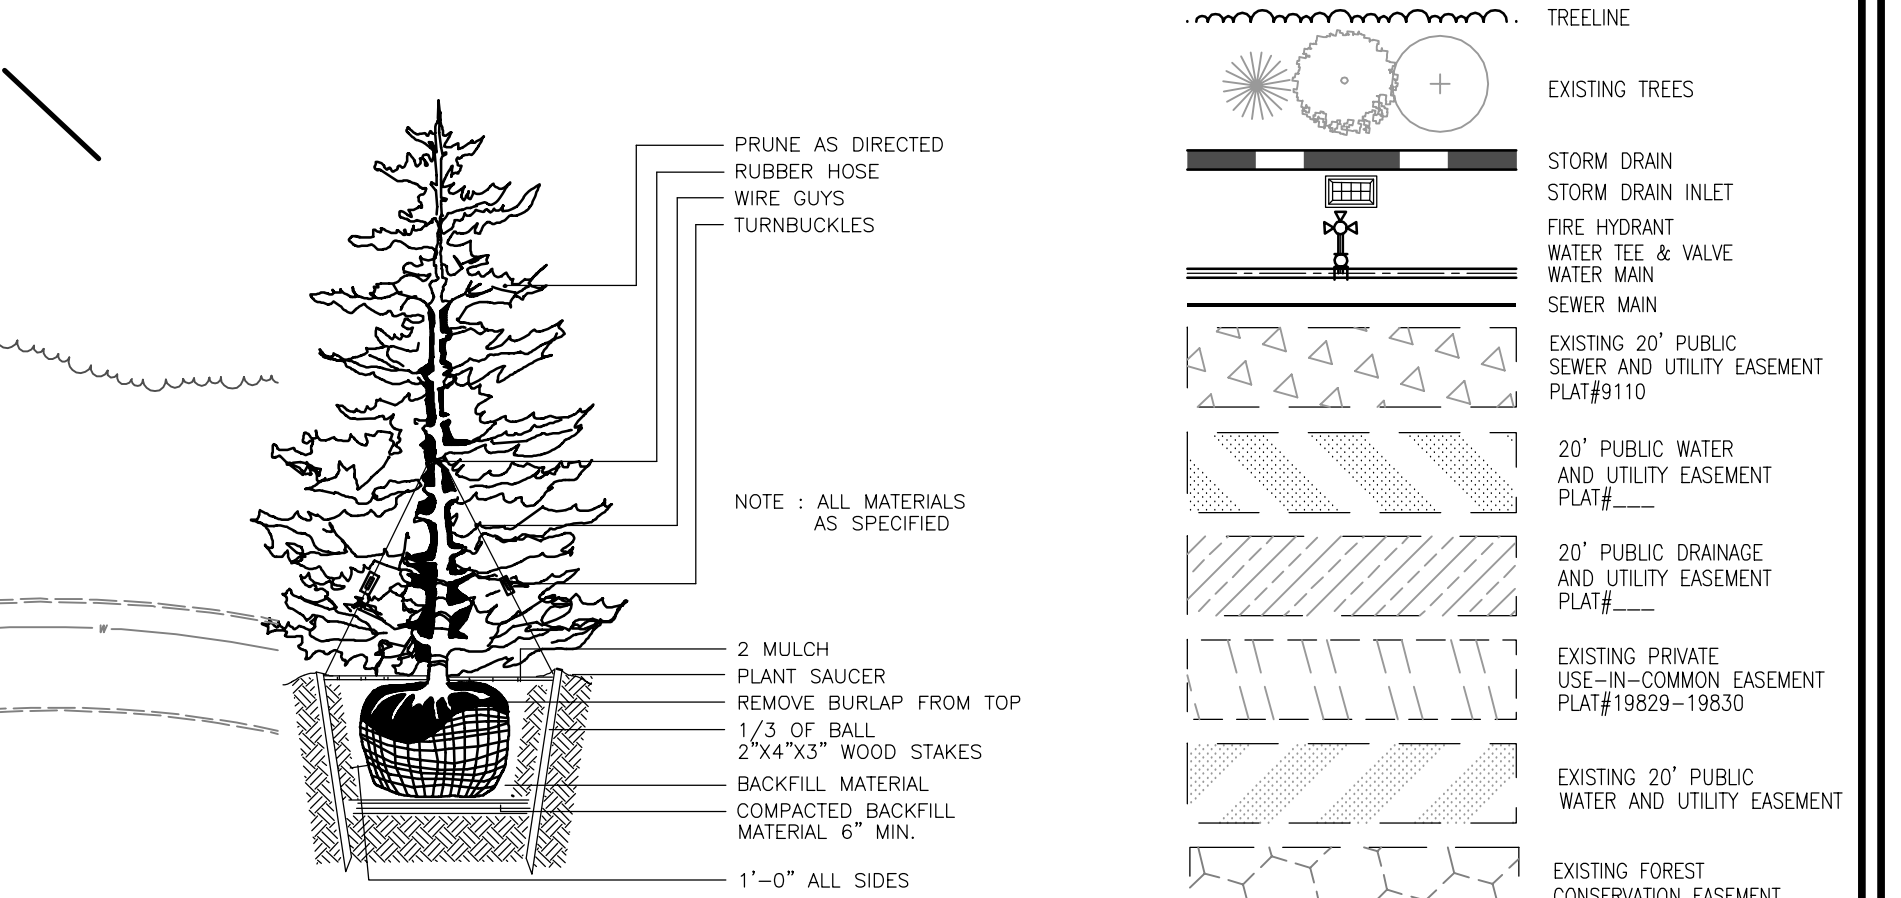 PRUNE AS DIRECTED
RUBBER HOSE
WIRE GUYS
TURNBUCKLES
NOTE : ALL MATERIALS
AS SPECIFIED
W
2 MULCH
PLANT SAUCER
REMOVE BURLAP FROM TOP
1/3 OF BALL
2"X4"X3" WOOD STAKES
BACKFILL MATERIAL
COMPACTED BACKFILL
MATERIAL 6" MIN.
1'-0" ALL SIDES
TREELINE
EXISTING TREES
STORM DRAIN
STORM DRAIN INLET
FIRE HYDRANT
WATER TEE & VALVE
WATER MAIN
SEWER MAIN
EXISTING 20' PUBLIC
SEWER AND UTILITY EASEMENT
PLAT#9110
20' PUBLIC WATER
AND UTILITY EASEMENT
PLAT#___
20' PUBLIC DRAINAGE
AND UTILITY EASEMENT
PLAT#___
EXISTING PRIVATE
USE-IN-COMMON EASEMENT
PLAT#19829-19830
EXISTING 20' PUBLIC
WATER AND UTILITY EASEMENT
EXISTING FOREST
CONSERVATION EASEMENT